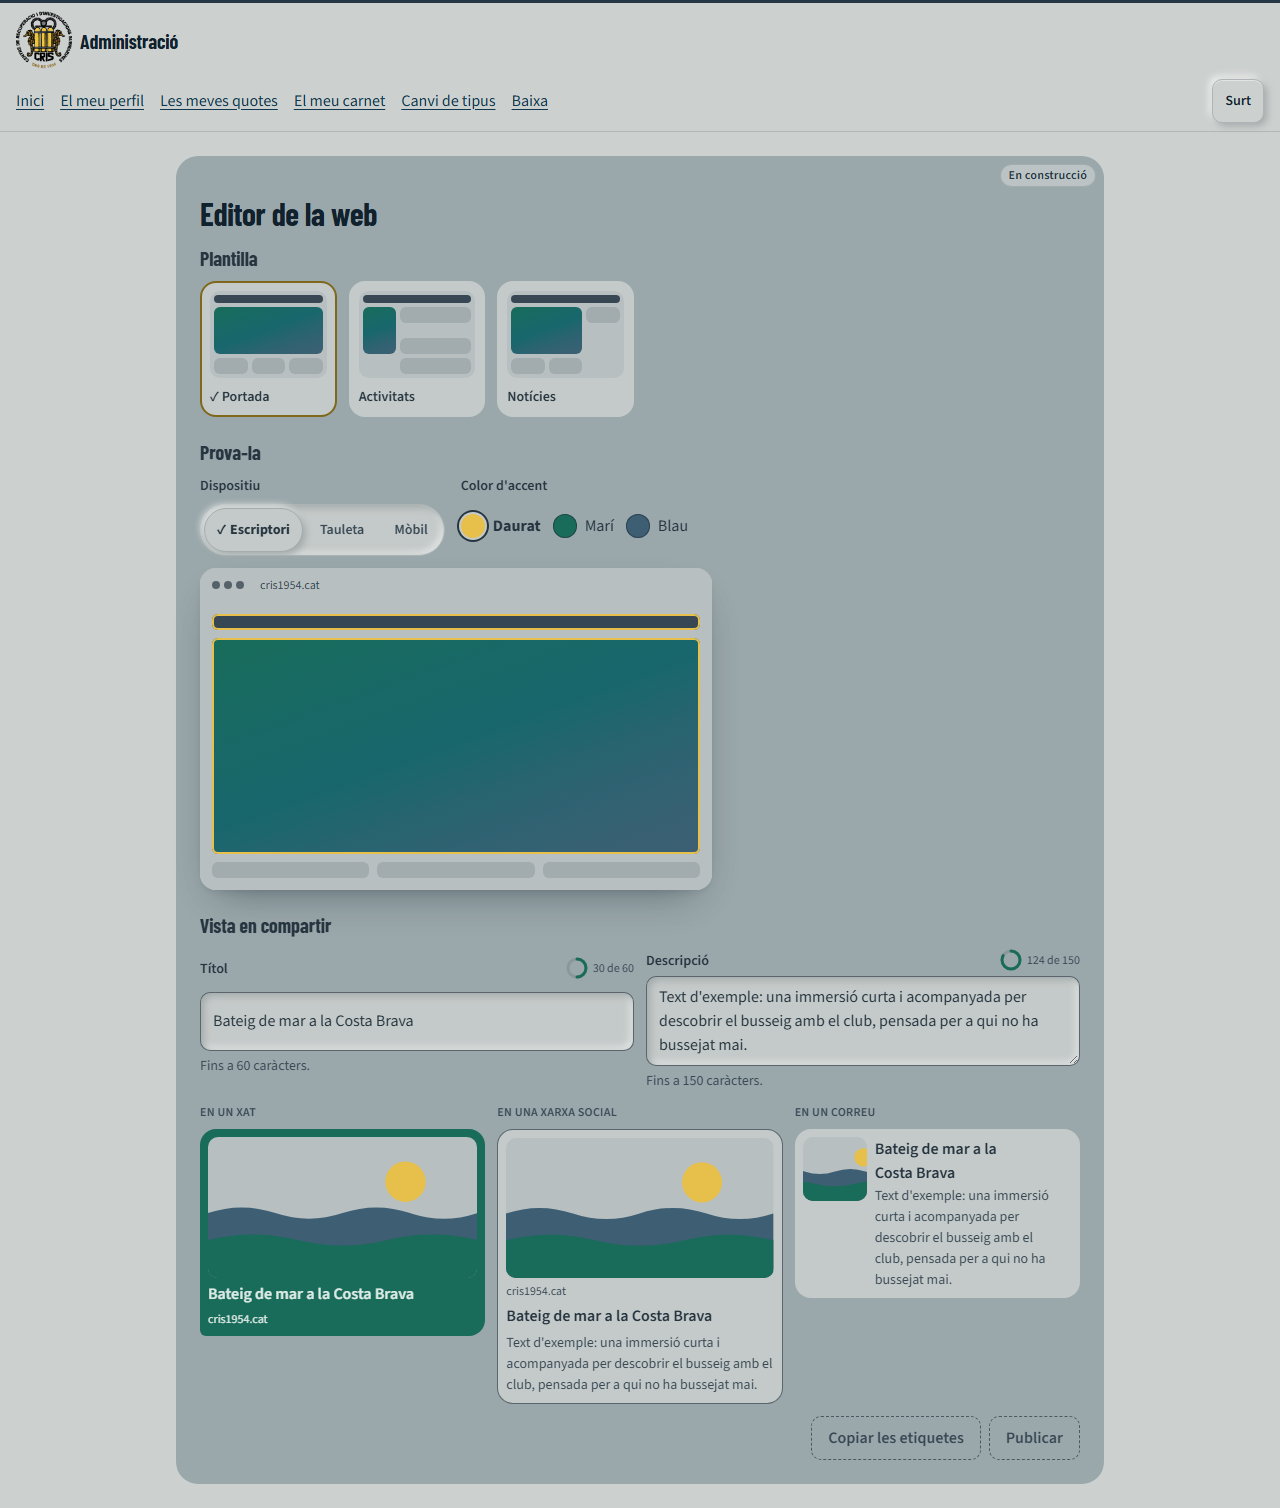 CRIS
Administració
Inici
El meu perfil
Les meves quotes
El meu carnet
Canvi de tipus
Baixa
Surt
En construcció
Editor de la web
Plantilla
✓ Portada
Activitats
Notícies
Prova-la
Dispositiu
Color d'accent
✓ Escriptori
Tauleta
Mòbil
Daurat
Marí
Blau
cris1954.cat
Vista en compartir
Títol
30 de 60
Bateig de mar a la Costa Brava
Fins a 60 caràcters.
Descripció
124 de 150
Text d'exemple: una immersió curta i acompanyada per
descobrir el busseig amb el club, pensada per a qui no ha
bussejat mai.
Fins a 150 caràcters.
EN UN XAT
Bateig de mar a la Costa Brava
cris1954.cat
EN UNA XARXA SOCIAL
cris1954.cat
Bateig de mar a la Costa Brava
Text d'exemple: una immersió curta i
acompanyada per descobrir el busseig amb el
club, pensada per a qui no ha bussejat mai.
EN UN CORREU
Bateig de mar a la
Costa Brava
Text d'exemple: una immersió
curta i acompanyada per
descobrir el busseig amb el
club, pensada per a qui no ha
bussejat mai.
Copiar les etiquetes
Publicar